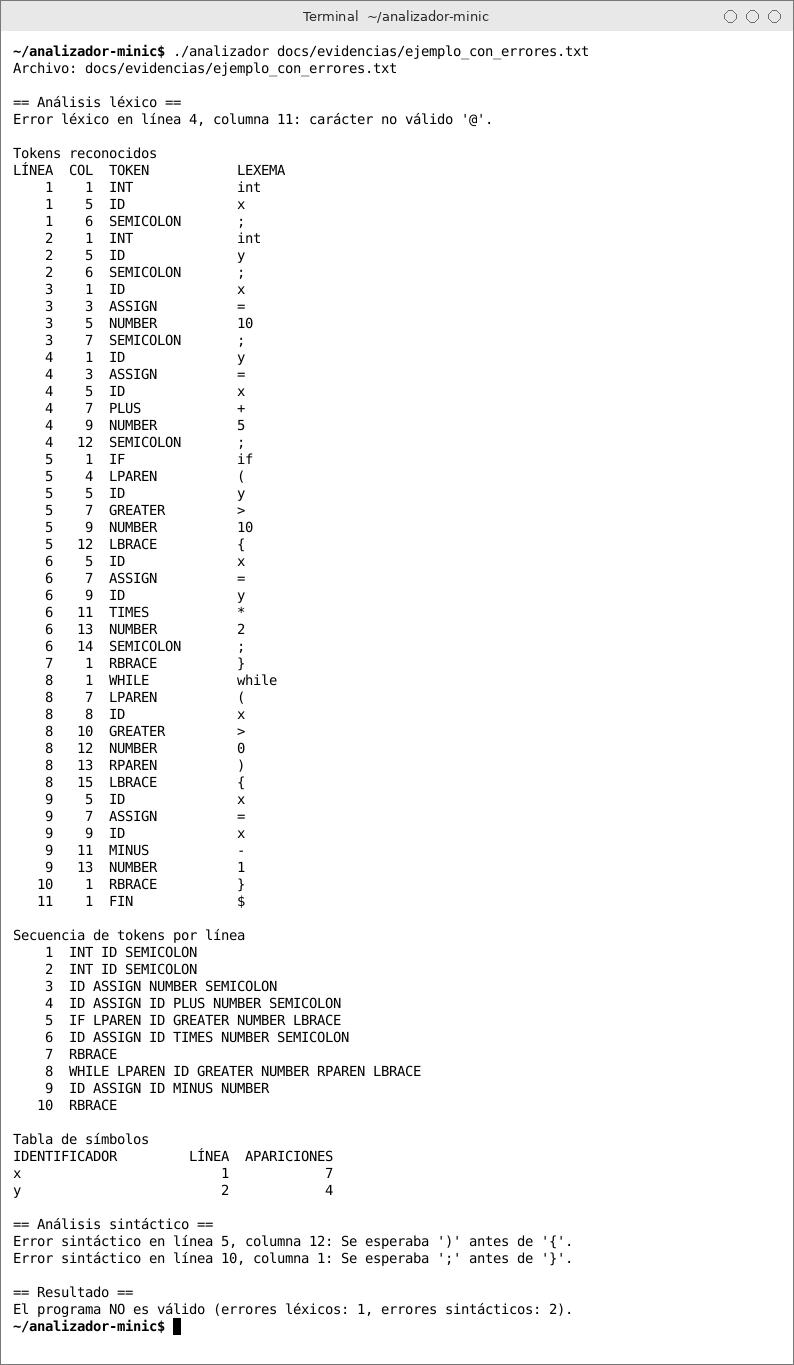 Terminal  ~/analizador-minic
~/analizador-minic$ ./analizador docs/evidencias/ejemplo_con_errores.txt
Archivo: docs/evidencias/ejemplo_con_errores.txt
== Análisis léxico ==
Error léxico en línea 4, columna 11: carácter no válido '@'.
Tokens reconocidos
LÍNEA  COL  TOKEN           LEXEMA
    1    1  INT             int
    1    5  ID              x
    1    6  SEMICOLON       ;
    2    1  INT             int
    2    5  ID              y
    2    6  SEMICOLON       ;
    3    1  ID              x
    3    3  ASSIGN          =
    3    5  NUMBER          10
    3    7  SEMICOLON       ;
    4    1  ID              y
    4    3  ASSIGN          =
    4    5  ID              x
    4    7  PLUS            +
    4    9  NUMBER          5
    4   12  SEMICOLON       ;
    5    1  IF              if
    5    4  LPAREN          (
    5    5  ID              y
    5    7  GREATER         >
    5    9  NUMBER          10
    5   12  LBRACE          {
    6    5  ID              x
    6    7  ASSIGN          =
    6    9  ID              y
    6   11  TIMES           *
    6   13  NUMBER          2
    6   14  SEMICOLON       ;
    7    1  RBRACE          }
    8    1  WHILE           while
    8    7  LPAREN          (
    8    8  ID              x
    8   10  GREATER         >
    8   12  NUMBER          0
    8   13  RPAREN          )
    8   15  LBRACE          {
    9    5  ID              x
    9    7  ASSIGN          =
    9    9  ID              x
    9   11  MINUS           -
    9   13  NUMBER          1
   10    1  RBRACE          }
   11    1  FIN             $
Secuencia de tokens por línea
    1  INT ID SEMICOLON
    2  INT ID SEMICOLON
    3  ID ASSIGN NUMBER SEMICOLON
    4  ID ASSIGN ID PLUS NUMBER SEMICOLON
    5  IF LPAREN ID GREATER NUMBER LBRACE
    6  ID ASSIGN ID TIMES NUMBER SEMICOLON
    7  RBRACE
    8  WHILE LPAREN ID GREATER NUMBER RPAREN LBRACE
    9  ID ASSIGN ID MINUS NUMBER
   10  RBRACE
Tabla de símbolos
IDENTIFICADOR         LÍNEA  APARICIONES
x                         1            7
y                         2            4
== Análisis sintáctico ==
Error sintáctico en línea 5, columna 12: Se esperaba ')' antes de '{'.
Error sintáctico en línea 10, columna 1: Se esperaba ';' antes de '}'.
== Resultado ==
El programa NO es válido (errores léxicos: 1, errores sintácticos: 2).
~/analizador-minic$